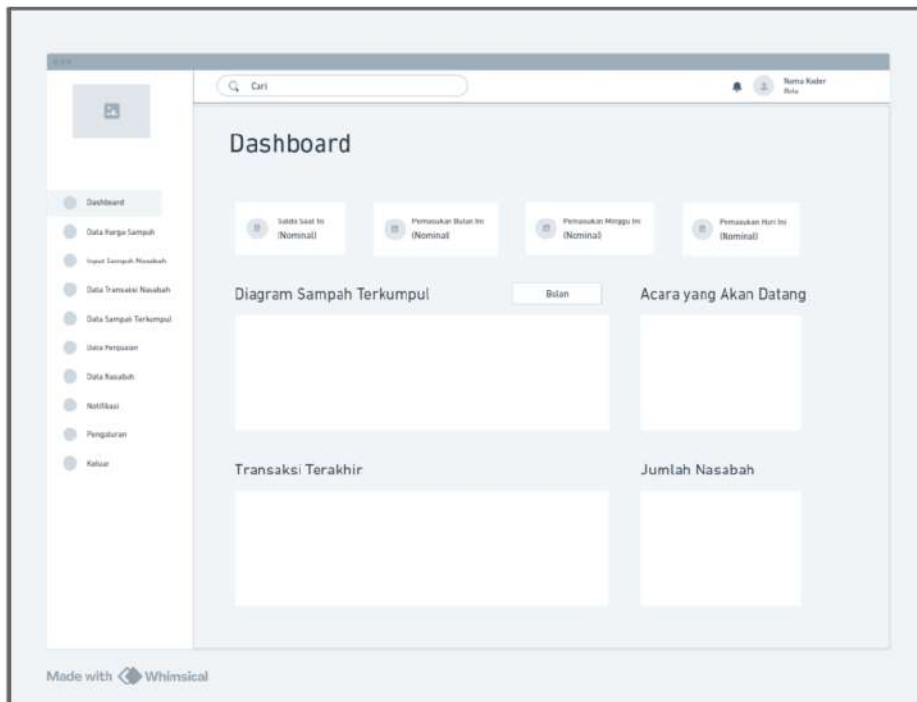 Cari
Nama Kader
Role
Dashboard
Dashboard
Data Harga Sampah
Input Sampah Nasabah
Data Transaksi Nasabah
Data Sampah Terkumpul
Data Penjualan
Data Nasabah
Notifikasi
Pengaturan
Keluar
Saldo Saat Ini
(Nominal)
Pemasukan Bulan Ini
(Nominal
Pemasukan Minggu Ini
(Nominal)
Pemasukan Hari Ini
(Nominal)
Diagram Sampah Terkumpul
Bulan
Acara yang Akan Datang
Transaksi Terakhir
Jumlah Nasabah
Made with Whimsical